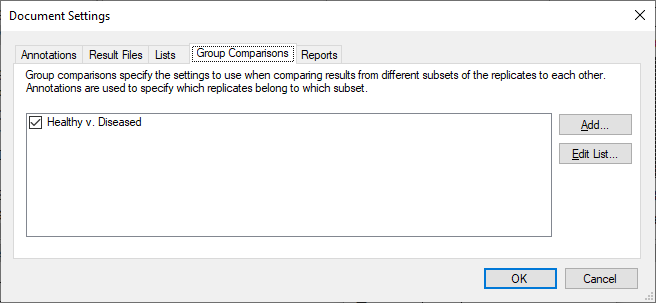 Document Settings
Annotations Result Files Lists Group Comparisons Reports
Group comparisons specify the settings to use when comparing results from different subsets of the replicates to each other.
Annotations are used to specify which replicates belong to which subset.
Healthy v. Diseased
Add...
Edit List...
OK Cancel